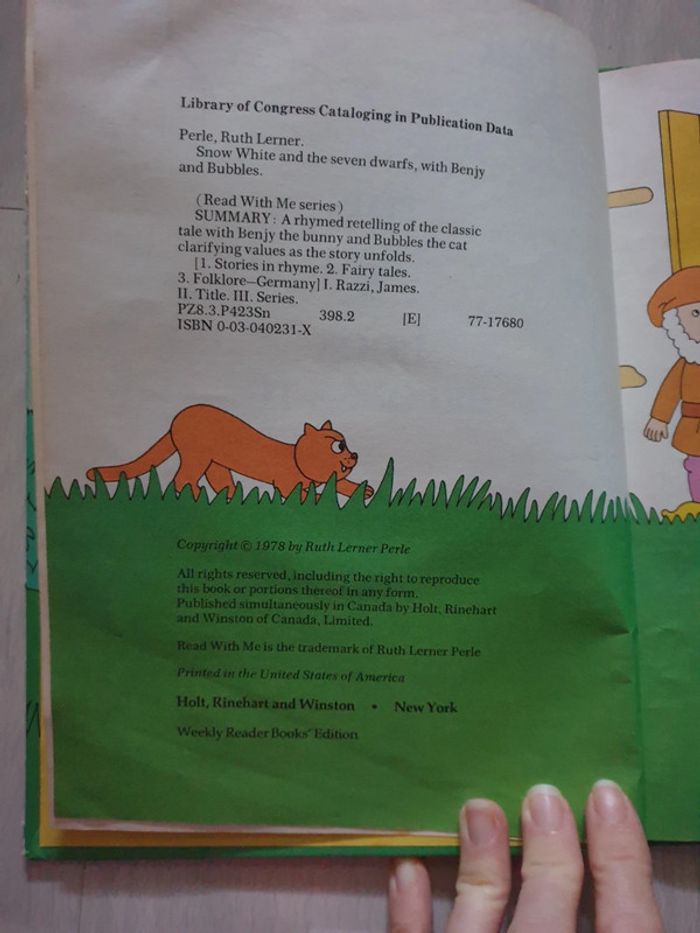 Library of Congress Cataloging in Publication Data
Perle, Ruth Lerner.
Snow White and the seven dwarfs, with Benjy
and Bubbles.
(Read With Me series)
SUMMARY: A rhymed retelling of the classic
tale with Benjy the bunny and Bubbles the cat
clarifying values as the story unfolds.
[1. Stories in rhyme. 2. Fairy tales.
3. Folklore—Germany] I. Razzi, James.
II. Title. III. Series.
PZ8.3.P423Sn 398.2 [E] 77-17680
ISBN 0-03-040231-X
Copyright © 1978 by Ruth Lerner Perle
All rights reserved, including the right to reproduce
this book or portions thereof in any form.
Published simultaneously in Canada by Holt, Rinehart
and Winston of Canada, Limited.
Read With Me is the trademark of Ruth Lerner Perle
Printed in the United States of America
Holt, Rinehart and Winston • New York
Weekly Reader Books' Edition